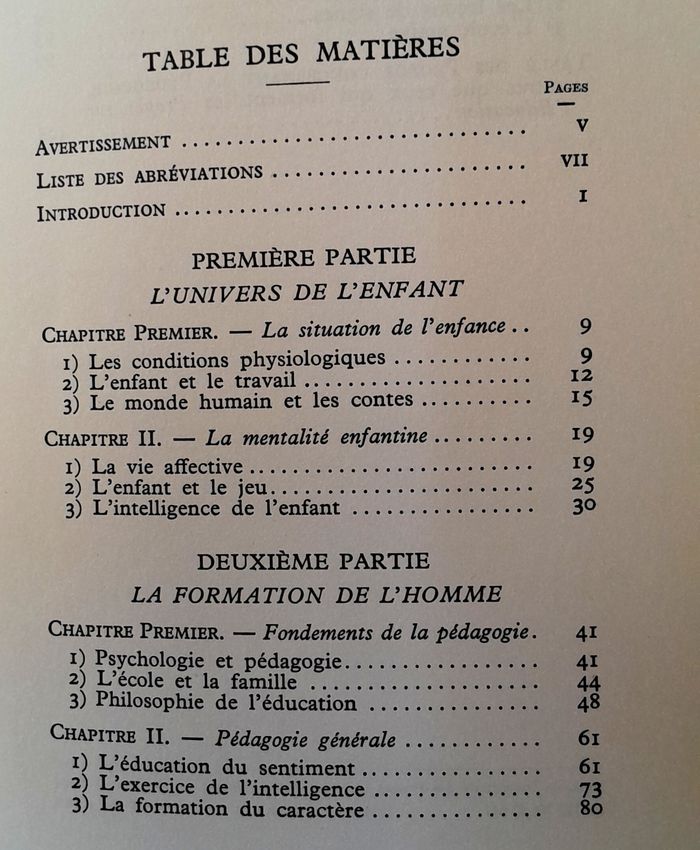 TABLE DES MATIÈRES
PAGES
AVERTISSEMENT .............................. V
LISTE DES ABRÉVIATIONS ...................... VII
INTRODUCTION .............................. I
PREMIÈRE PARTIE
L'UNIVERS DE L'ENFANT
CHAPITRE PREMIER. — La situation de l'enfance .. 9
1) Les conditions physiologiques ............ 9
2) L'enfant et le travail .................... 12
3) Le monde humain et les contes .......... 15
CHAPITRE II. — La mentalité enfantine ......... 19
1) La vie affective ......................... 19
2) L'enfant et le jeu........................ 25
3) L'intelligence de l'enfant ................ 30
DEUXIÈME PARTIE
LA FORMATION DE L'HOMME
CHAPITRE PREMIER. — Fondements de la pédagogie. 41
1) Psychologie et pédagogie................. 41
2) L'école et la famille .................... 44
3) Philosophie de l'éducation ............... 48
CHAPITRE II. — Pédagogie générale ............ 61
1) L'éducation du sentiment ................ 61
2) L'exercice de l'intelligence ............... 73
3) La formation du caractère ............... 80